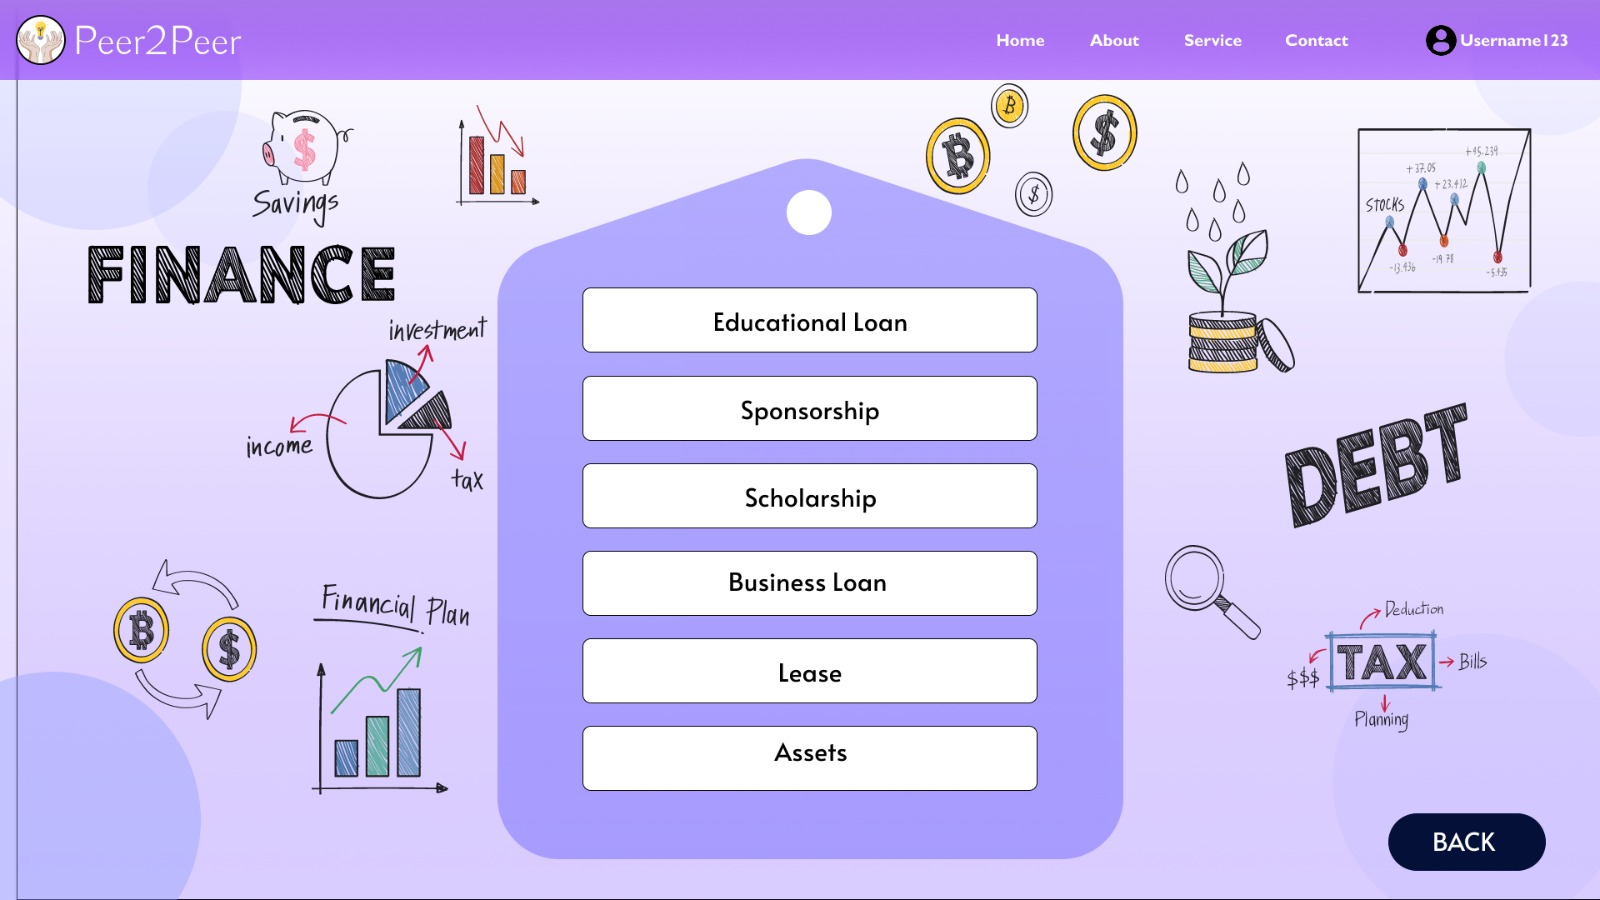 Peer2Peer
Home About Service Contact Username123
Savings
FINANCE
investment
income
tax
Financial Plan
Educational Loan
Sponsorship
Scholarship
Business Loan
Lease
Assets
STOCKS
+37.05
+23.412
+45.239
-13.436
-19.78
-5.435
DEBT
Deduction
$$$
TAX
Bills
Planning
BACK